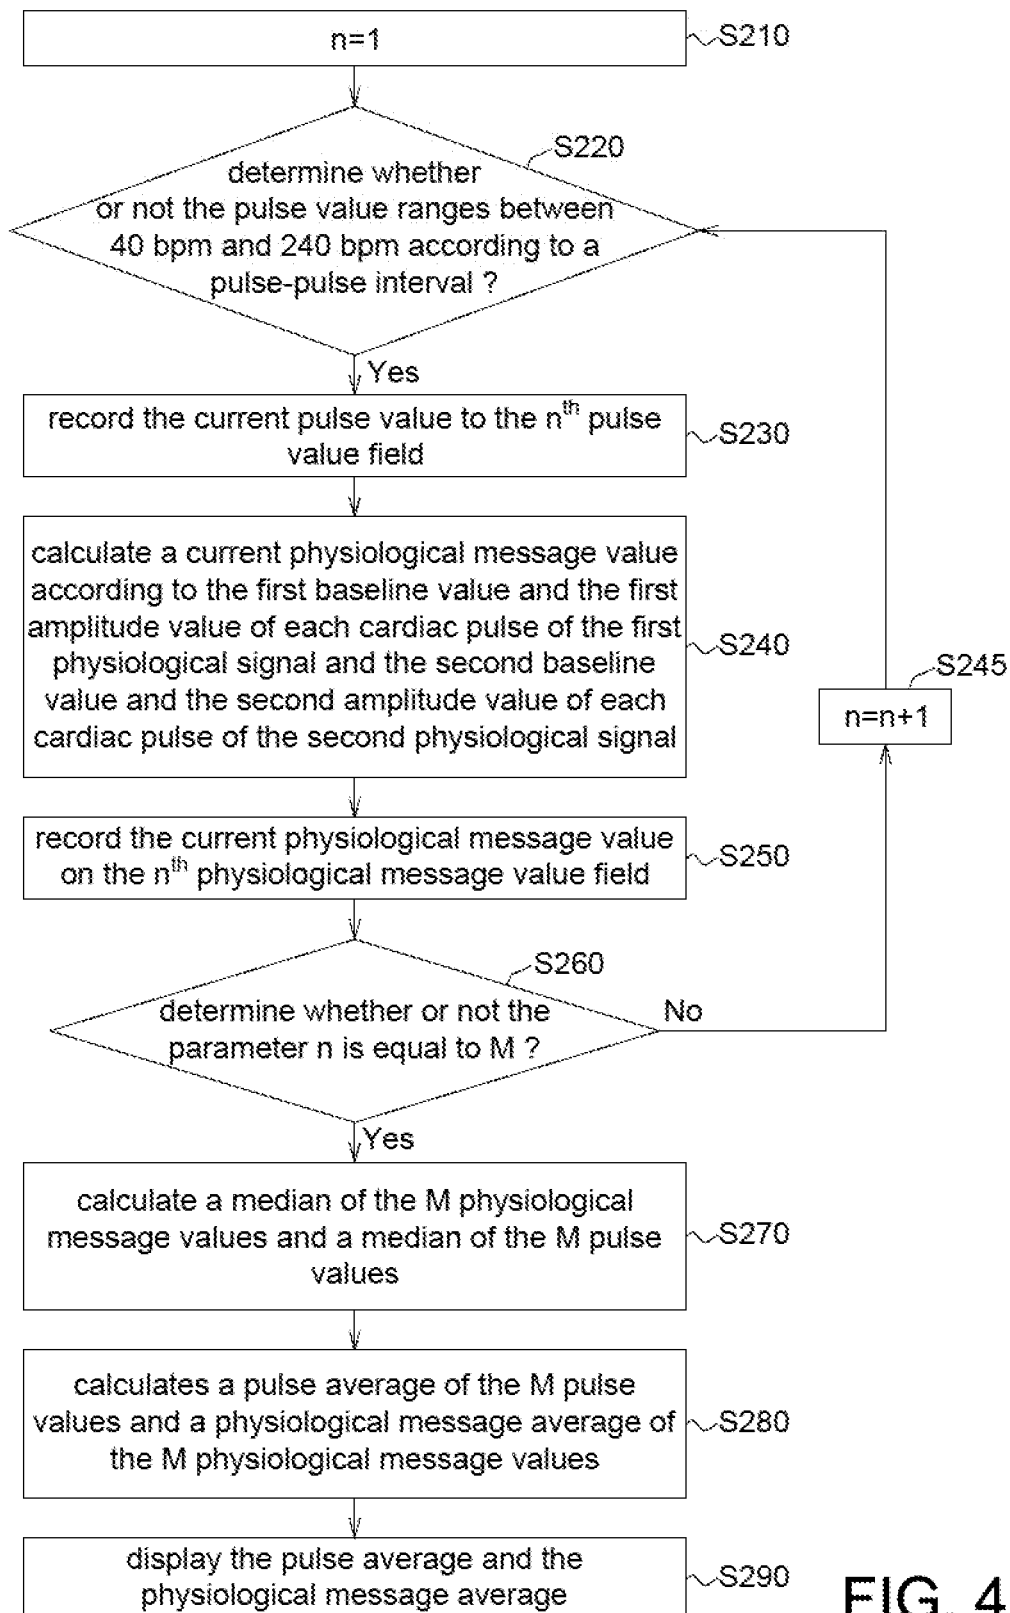 n=1
S210
S220
determine whether
or not the pulse value ranges between
40 bpm and 240 bpm according to a
pulse-pulse interval ?
Yes
record the current pulse value to the nth pulse
value field
S230
calculate a current physiological message value
according to the first baseline value and the first
amplitude value of each cardiac pulse of the first
physiological signal and the second baseline
value and the second amplitude value of each
cardiac pulse of the second physiological signal
S240
S245
n=n+1
record the current physiological message value
on the nth physiological message value field
S250
S260
determine whether or not the
parameter n is equal to M ?
No
Yes
calculate a median of the M physiological
message values and a median of the M pulse
values
S270
calculates a pulse average of the M pulse
values and a physiological message average of
the M physiological message values
S280
display the pulse average and the
physiological message average
S290
FIG. 4